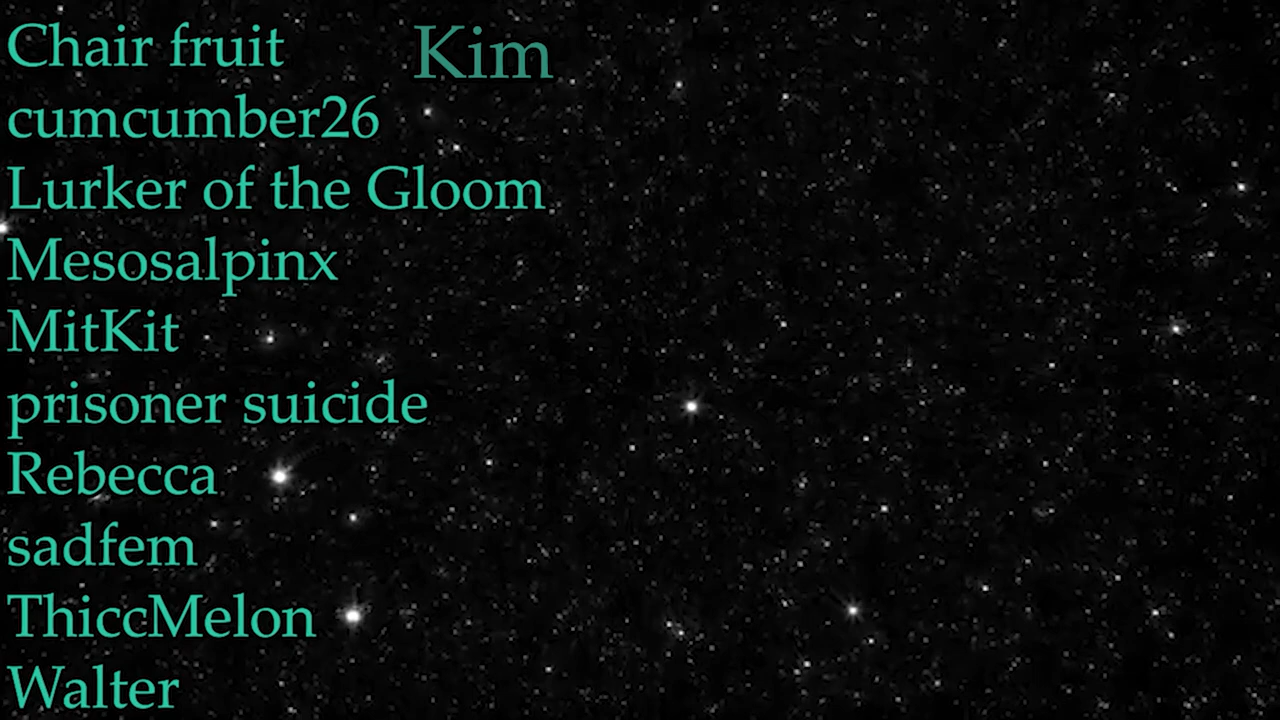 Chair fruit
Kim
cumcumber26
Lurker of the Gloom
Mesosalpinx
MitKit
prisoner suicide
Rebecca
sadfem
ThiccMelon
Walter